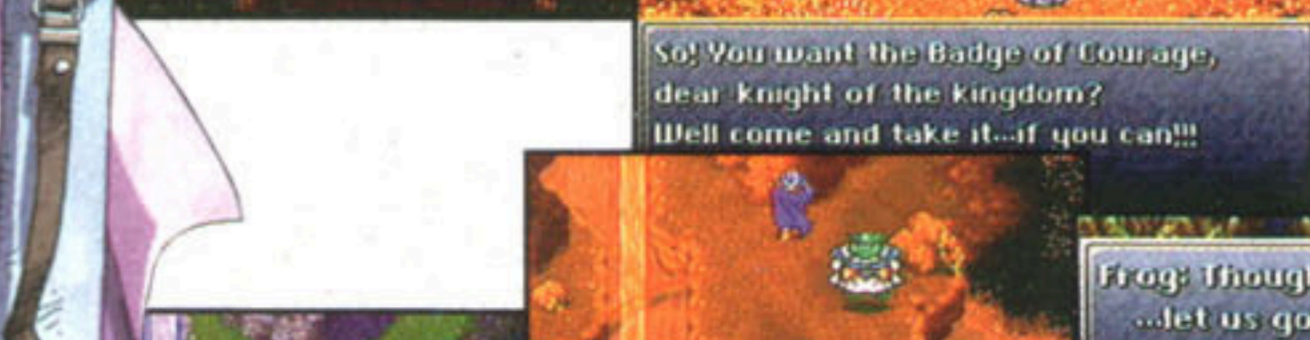 So! You want the Badge of Courage,
dear knight of the kingdom?
Well come and take it...if you can!!!
Frog: Thoug
...let us go